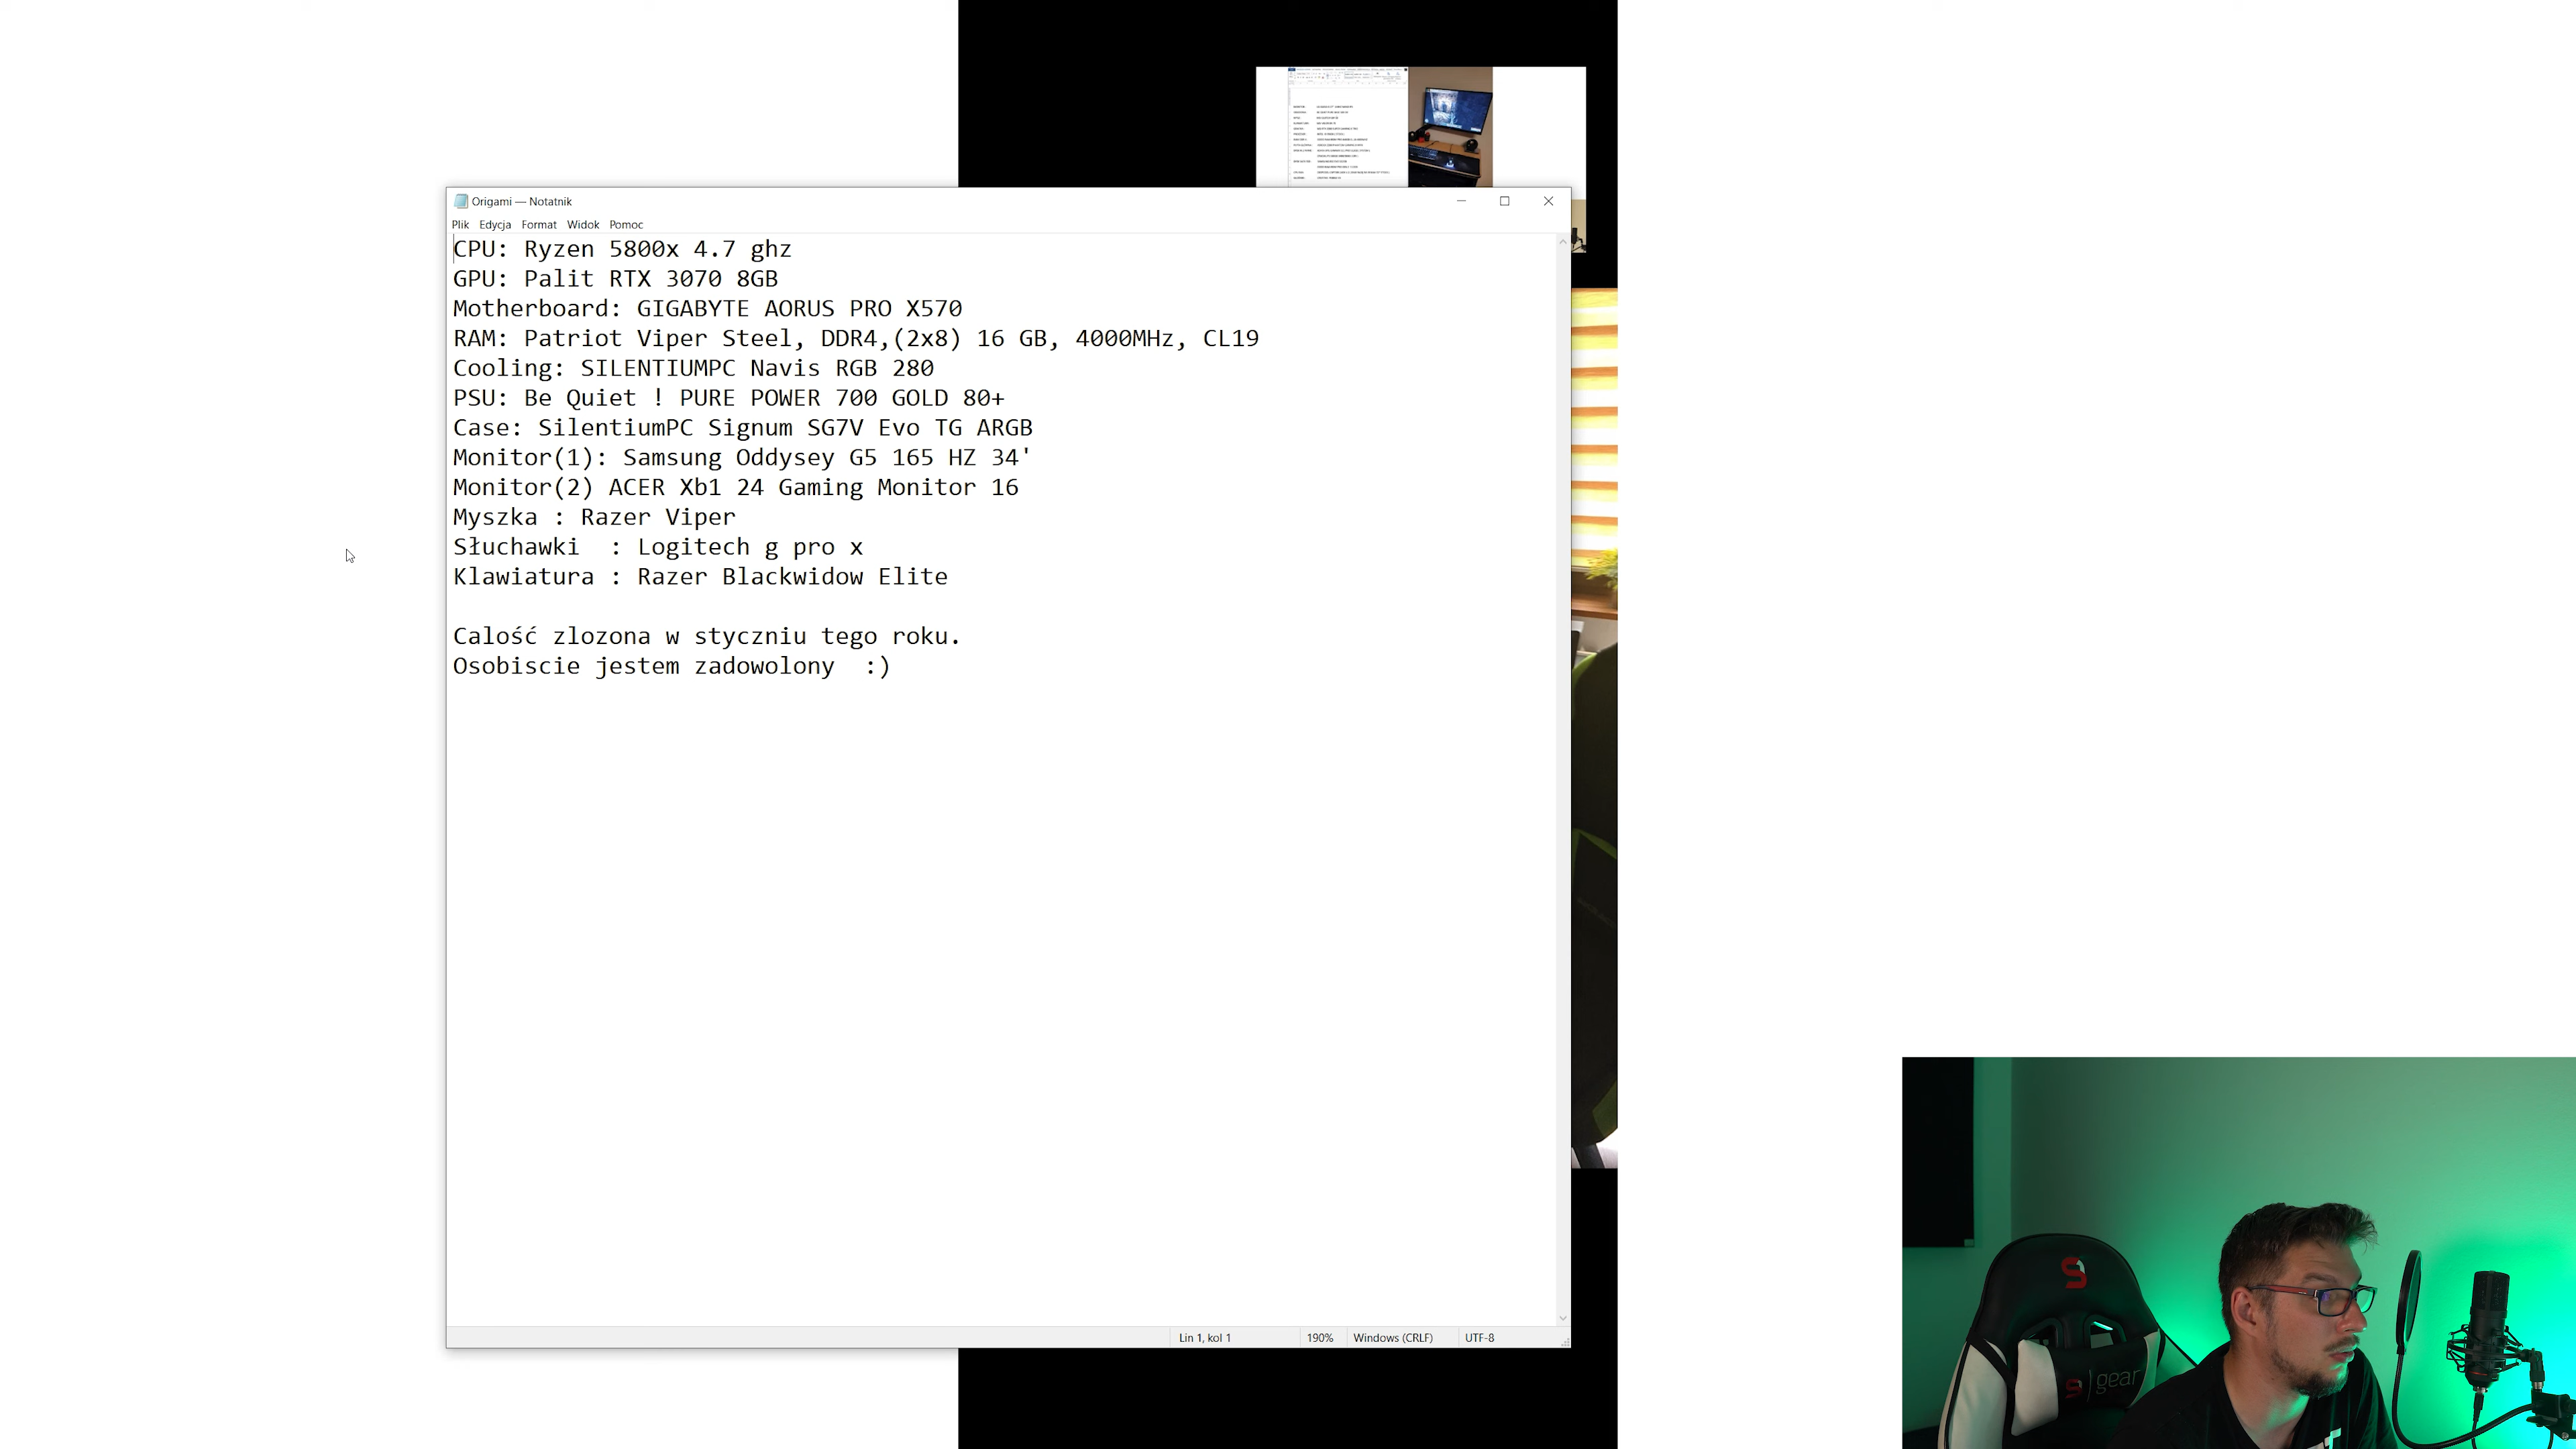 Origami — Notatnik
Plik Edycja Format Widok Pomoc
CPU: Ryzen 5800x 4.7 ghz
GPU: Palit RTX 3070 8GB
Motherboard: GIGABYTE AORUS PRO X570
RAM: Patriot Viper Steel, DDR4,(2x8) 16 GB, 4000MHz, CL19
Cooling: SILENTIUMPC Navis RGB 280
PSU: Be Quiet ! PURE POWER 700 GOLD 80+
Case: SilentiumPC Signum SG7V Evo TG ARGB
Monitor(1): Samsung Oddysey G5 165 HZ 34'
Monitor(2) ACER Xb1 24 Gaming Monitor 16
Myszka : Razer Viper
Słuchawki  : Logitech g pro x
Klawiatura : Razer Blackwidow Elite
Calość zlozona w styczniu tego roku.
Osobiscie jestem zadowolony  :)
Lin 1, kol 1 190% Windows (CRLF) UTF-8
gear